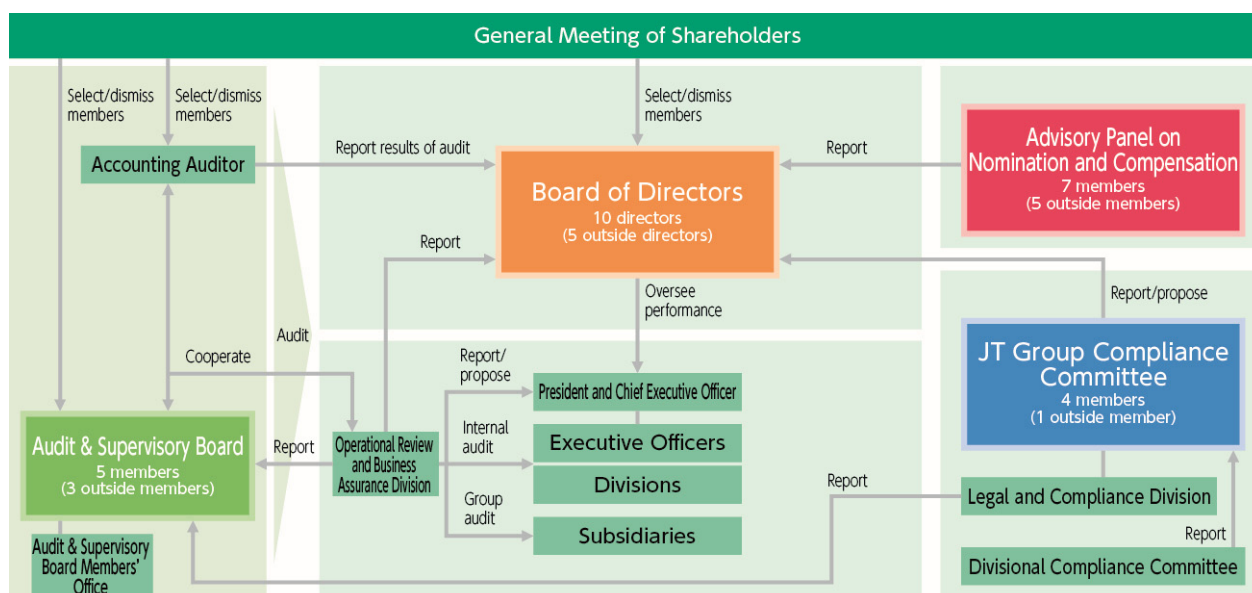 General Meeting of Shareholders
Select/dismiss
members
Select/dismiss
members
Select/dismiss
members
Accounting Auditor
Report results of audit
Board of Directors
10 directors
(5 outside directors)
Report
Advisory Panel on
Nomination and Compensation
7 members
(5 outside members)
Report
Oversee
performance
Report/propose
Audit
Cooperate
Report/
propose
President and Chief Executive Officer
JT Group Compliance
Committee
4 members
(1 outside member)
Audit & Supervisory Board
5 members
(3 outside members)
Report
Operational Review
and Business
Assurance Division
Internal
audit
Executive Officers
Divisions
Group
audit
Subsidiaries
Report
Legal and Compliance Division
Report
Divisional Compliance Committee
Audit & Supervisory
Board Members'
Office